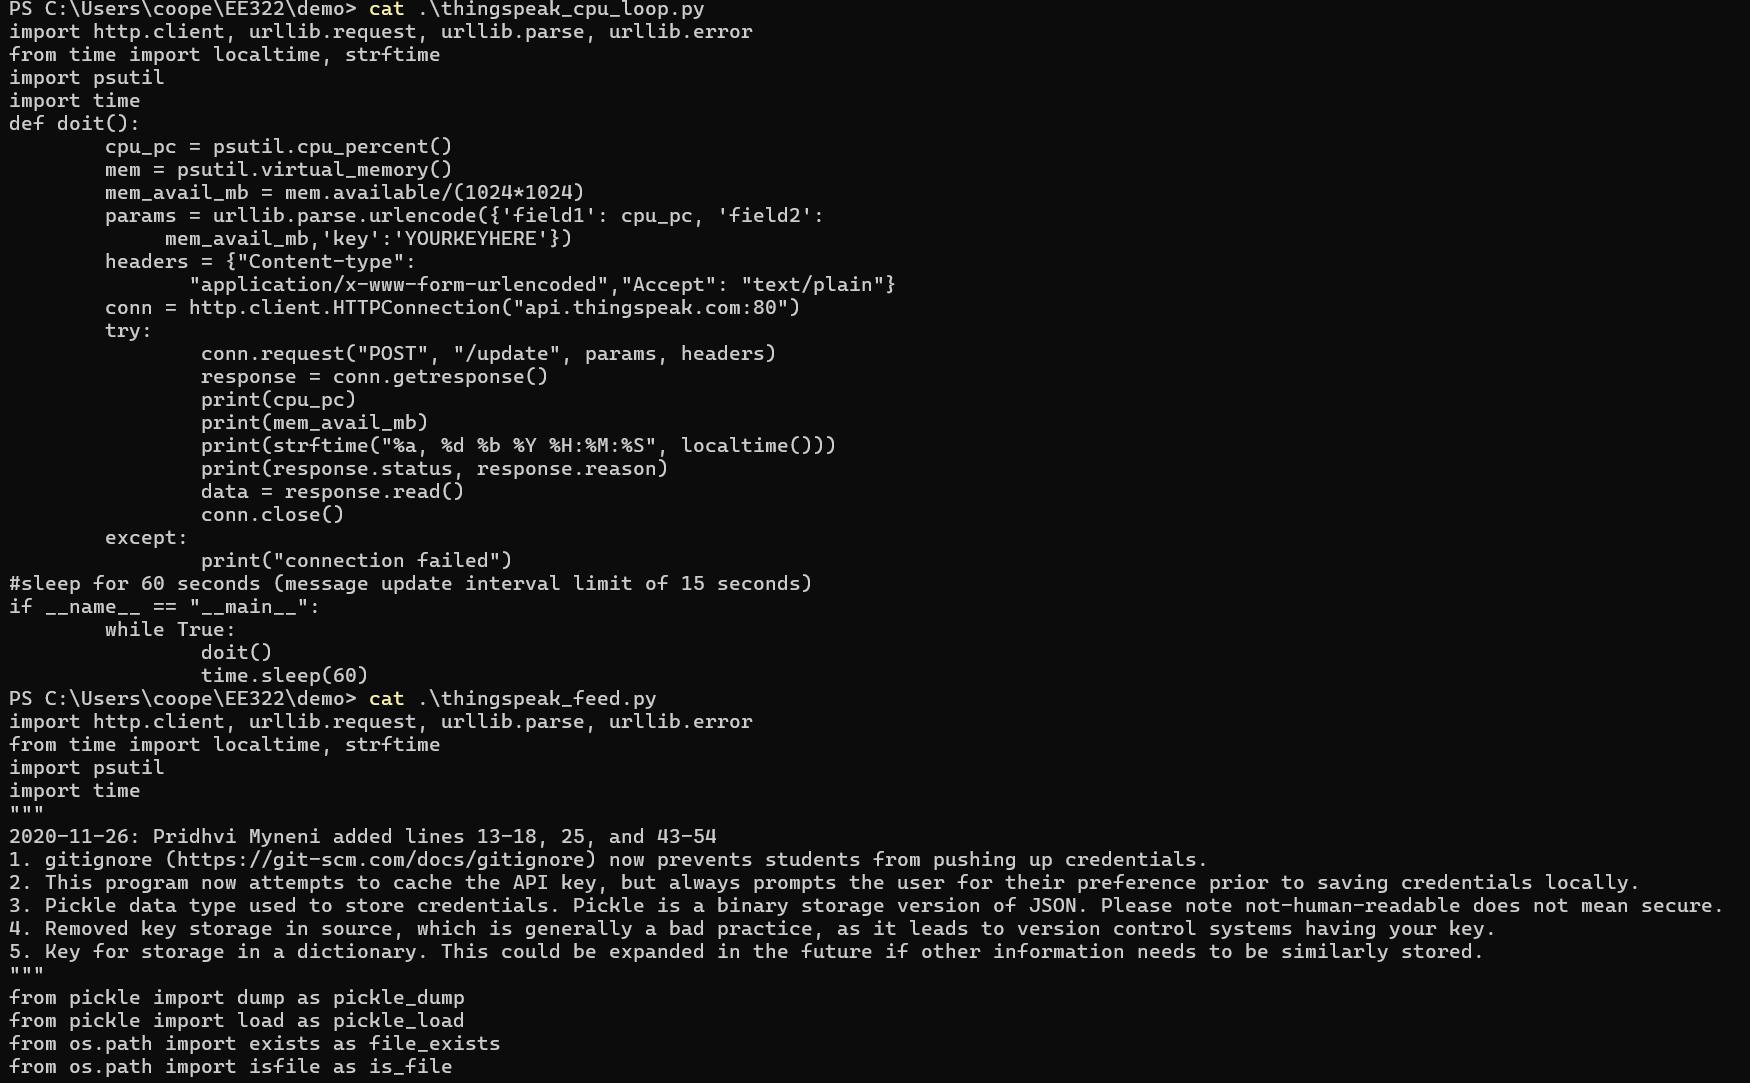 PS C:\Users\coope\EE322\demo> cat .\thingspeak_cpu_loop.py
import http.client, urllib.request, urllib.parse, urllib.error
from time import localtime, strftime
import psutil
import time
def doit():
        cpu_pc = psutil.cpu_percent()
        mem = psutil.virtual_memory()
        mem_avail_mb = mem.available/(1024*1024)
        params = urllib.parse.urlencode({'field1': cpu_pc, 'field2':
             mem_avail_mb,'key':'YOURKEYHERE'})
        headers = {"Content-type":
               "application/x-www-form-urlencoded","Accept": "text/plain"}
        conn = http.client.HTTPConnection("api.thingspeak.com:80")
        try:
                conn.request("POST", "/update", params, headers)
                response = conn.getresponse()
                print(cpu_pc)
                print(mem_avail_mb)
                print(strftime("%a, %d %b %Y %H:%M:%S", localtime()))
                print(response.status, response.reason)
                data = response.read()
                conn.close()
        except:
                print("connection failed")
#sleep for 60 seconds (message update interval limit of 15 seconds)
if __name__ == "__main__":
        while True:
                doit()
                time.sleep(60)
PS C:\Users\coope\EE322\demo> cat .\thingspeak_feed.py
import http.client, urllib.request, urllib.parse, urllib.error
from time import localtime, strftime
import psutil
import time
"""
2020-11-26: Pridhvi Myneni added lines 13-18, 25, and 43-54
1. gitignore (https://git-scm.com/docs/gitignore) now prevents students from pushing up credentials.
2. This program now attempts to cache the API key, but always prompts the user for their preference prior to saving credentials locally.
3. Pickle data type used to store credentials. Pickle is a binary storage version of JSON. Please note not-human-readable does not mean secure.
4. Removed key storage in source, which is generally a bad practice, as it leads to version control systems having your key.
5. Key for storage in a dictionary. This could be expanded in the future if other information needs to be similarly stored.
"""
from pickle import dump as pickle_dump
from pickle import load as pickle_load
from os.path import exists as file_exists
from os.path import isfile as is_file